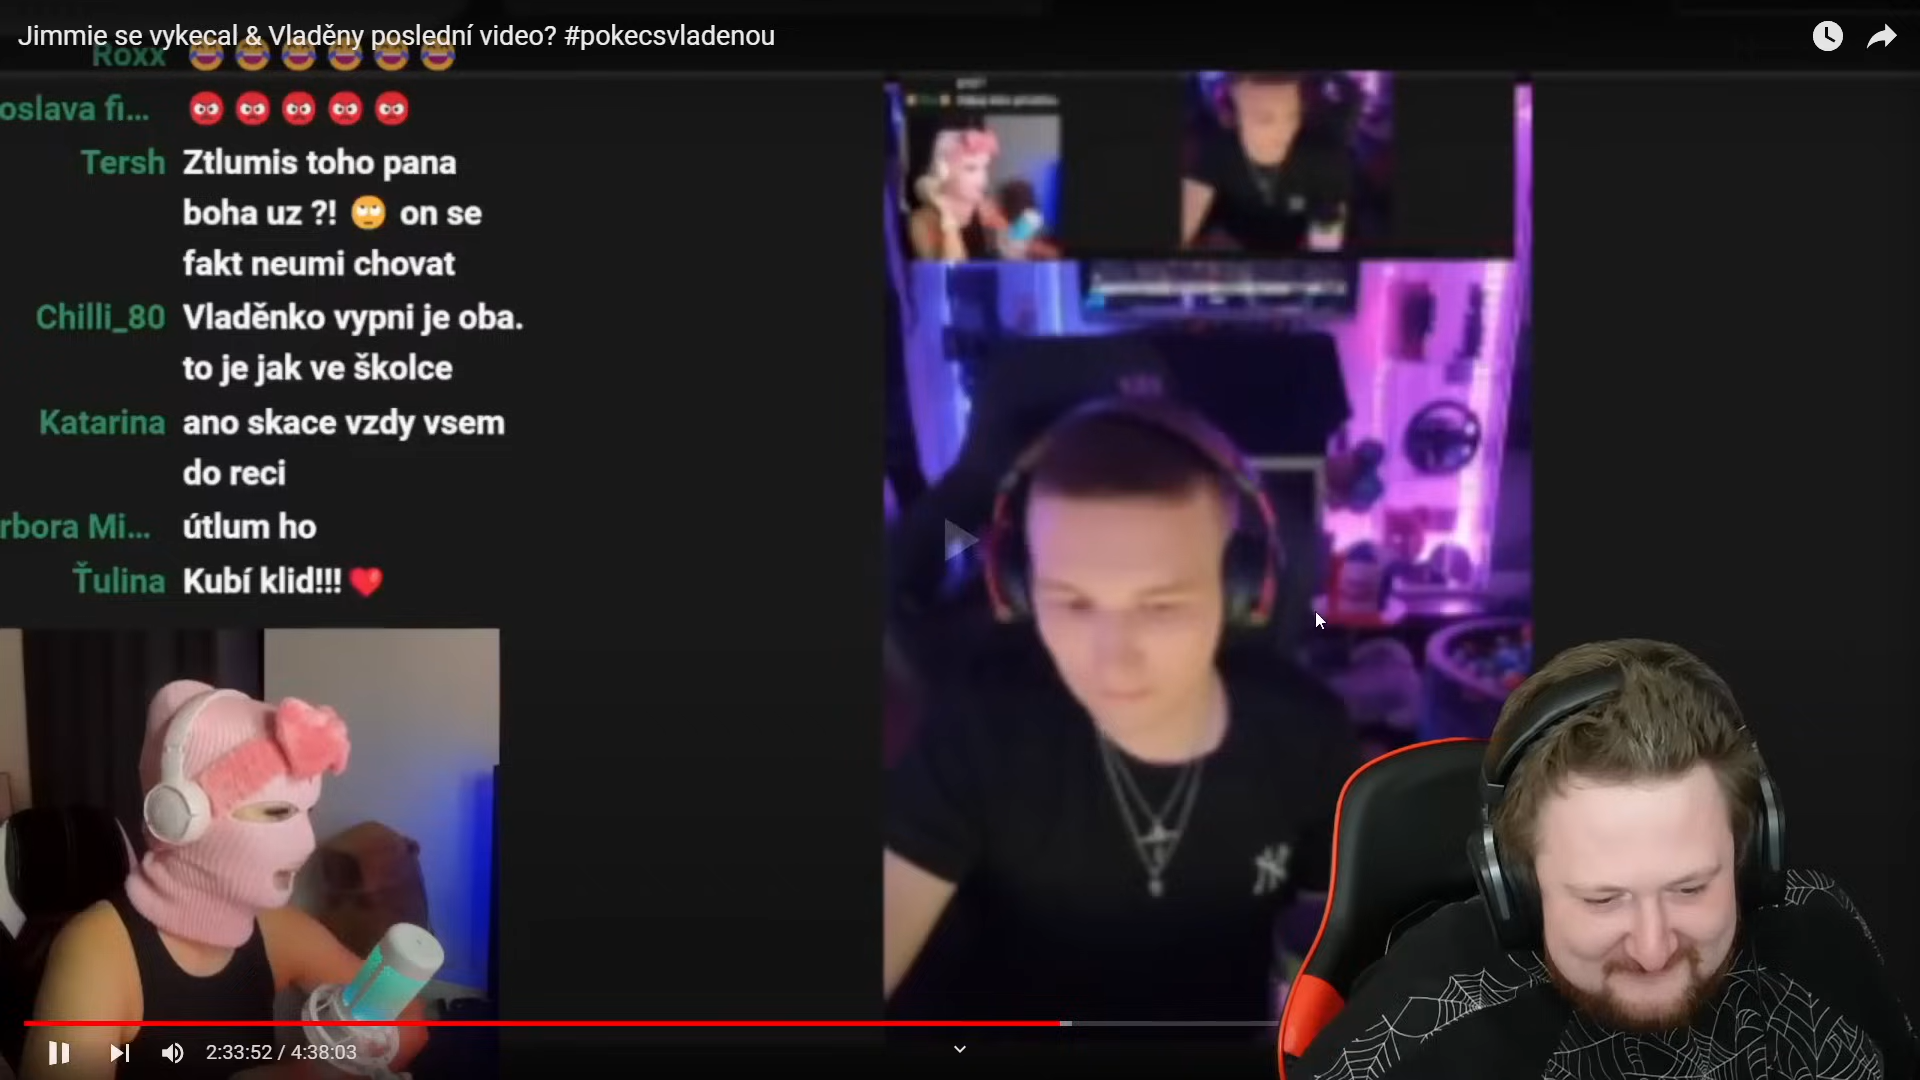 Jimmie se vykecal & Vladěny poslední video? #pokecsvladenou
Roxx
oslava fi...
Tersh Ztlumis toho pana
boha uz ?! 🙄 on se
fakt neumi chovat
Chilli_80 Vladěnko vypni je oba.
to je jak ve školce
Katarina ano skace vzdy vsem
do reci
rbora Mi... útlum ho
Ťulina Kubí klid!!! ❤️
NY
2:33:52 / 4:38:03